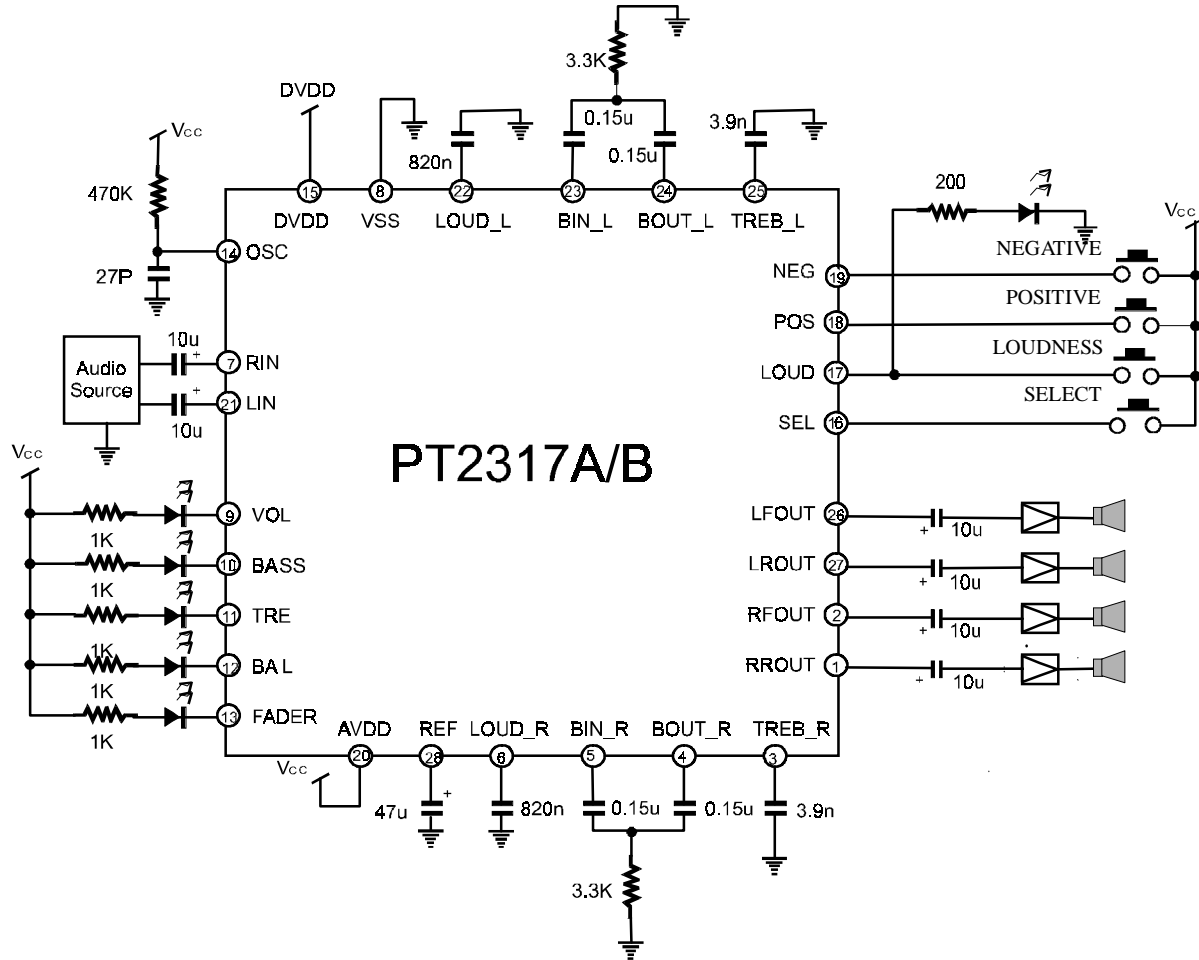 3.3K
DVDD
Vcc
0.15u
3.9n
470K
820n
0.15u
200
Vcc
15
8
22
23
24
25
DVDD
VSS
LOUD_L
BIN_L
BOUT_L
TREB_L
14
OSC
NEG
19
NEGATIVE
27P
POS
18
POSITIVE
10u
+
Audio
Source
7
RIN
LOUD
17
LOUDNESS
+
21
LIN
10u
SEL
16
SELECT
Vcc
PT2317A/B
9
VOL
LFOUT
26
+
10u
1K
10
BASS
LROUT
27
+
10u
1K
11
TRE
RFOUT
2
+
10u
1K
12
BAL
RROUT
1
+
10u
1K
13
FADER
1K
AVDD
REF
LOUD_R
BIN_R
BOUT_R
TREB_R
20
28
6
5
4
3
Vcc
+
47u
820n
0.15u
0.15u
3.9n
3.3K